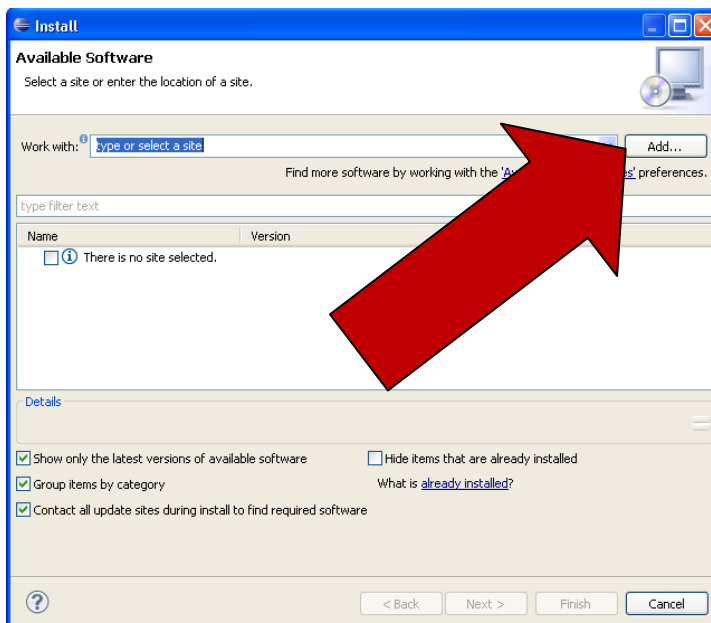 Install
Available Software
Select a site or enter the location of a site.
Work with: type or select a site Add...
Find more software by working with the 'Av es' preferences.
type filter text
Name Version
There is no site selected.
Details
Show only the latest versions of available software Hide items that are already installed
Group items by category What is already installed?
Contact all update sites during install to find required software
< Back Next > Finish Cancel